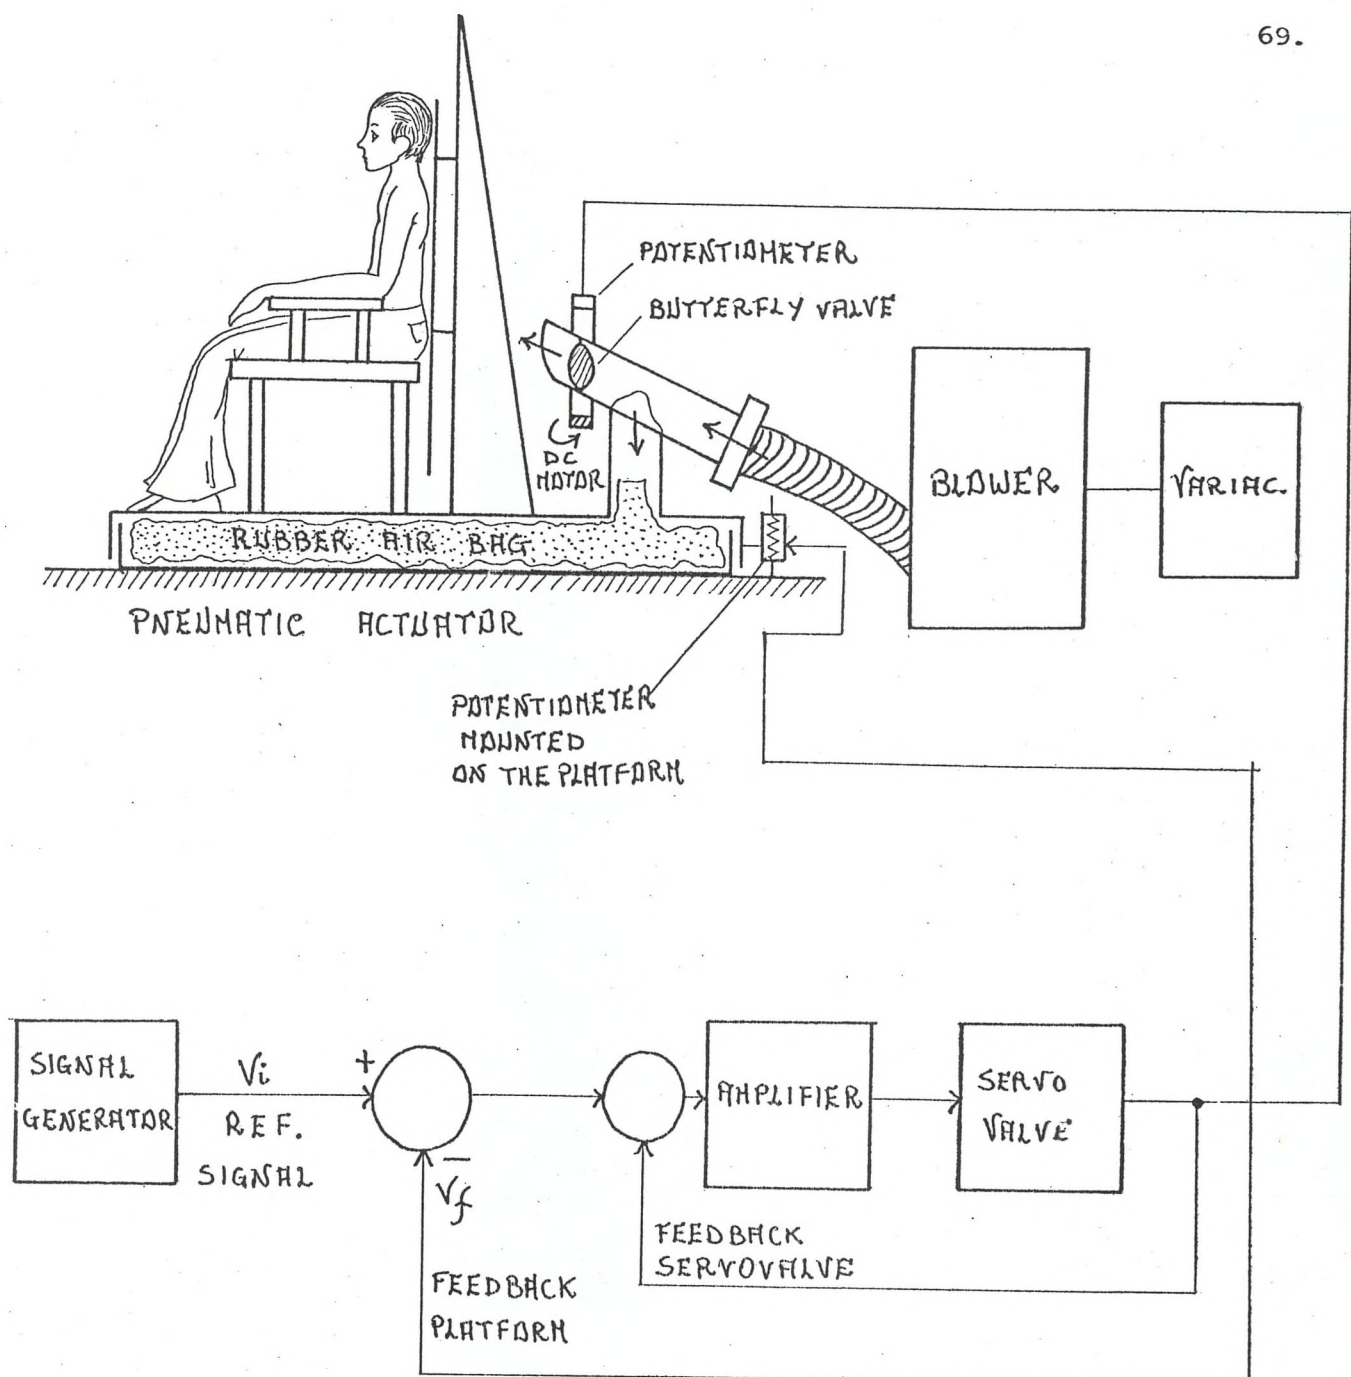 69.
POTENTIOMETER
BUTTERFLY VALVE
DC
MOTOR
BLOWER
VARIAC.
RUBBER AIR BAG.
PNEUMATIC ACTUATOR
POTENTIOMETER
MOUNTED
ON THE PLATFORM
SIGNAL
GENERATOR
Vi
REF.
SIGNAL
+
−
Vf
AMPLIFIER
SERVO
VALVE
FEEDBACK
SERVOVALVE
FEEDBACK
PLATFORM